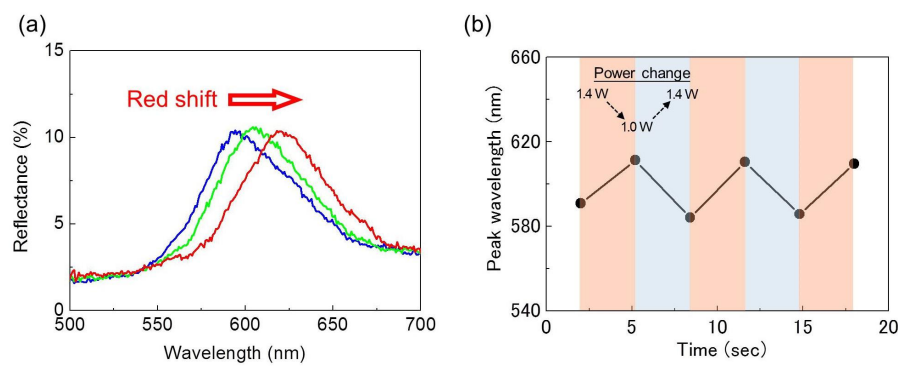 (a)
15
10
5
0
Reflectance (%)
Red shift
500 550 600 650 700
Wavelength (nm)
(b)
660
620
580
540
Peak wavelength (nm)
Power change
1.4 W 1.4 W
1.0 W
0 5 10 15 20
Time (sec)